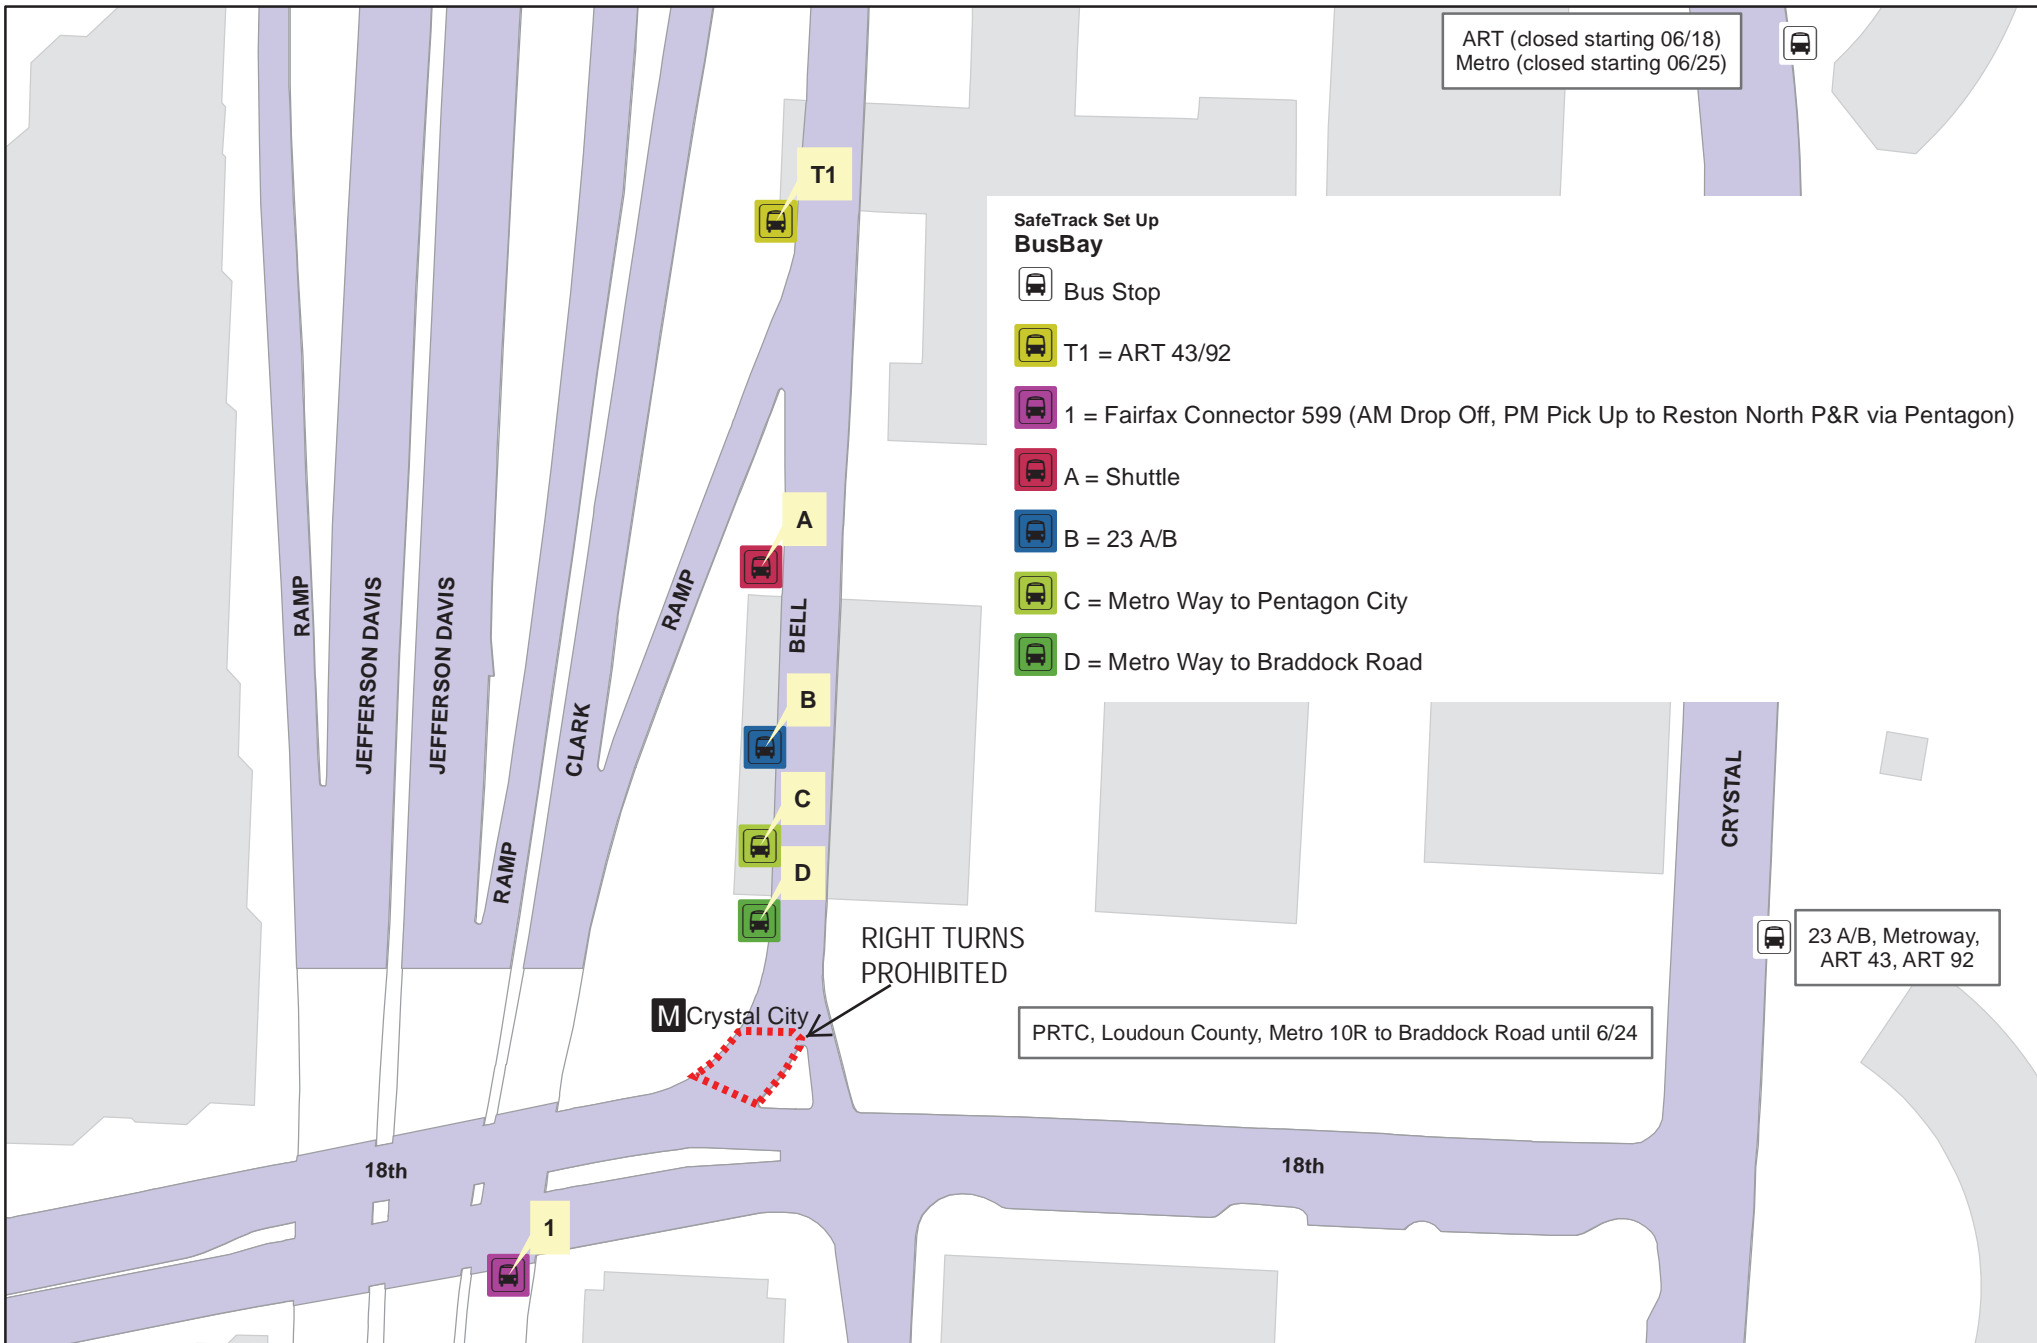 ART (closed starting 06/18)
Metro (closed starting 06/25)
T1
SafeTrack Set Up
BusBay
Bus Stop
T1 = ART 43/92
1 = Fairfax Connector 599 (AM Drop Off, PM Pick Up to Reston North P&R via Pentagon)
A = Shuttle
B = 23 A/B
C = Metro Way to Pentagon City
D = Metro Way to Braddock Road
A
RAMP
JEFFERSON DAVIS
JEFFERSON DAVIS
RAMP
BELL
B
CLARK
C
CRYSTAL
RAMP
D
RIGHT TURNS
PROHIBITED
23 A/B, Metroway,
ART 43, ART 92
M Crystal City
PRTC, Loudoun County, Metro 10R to Braddock Road until 6/24
18th
18th
1